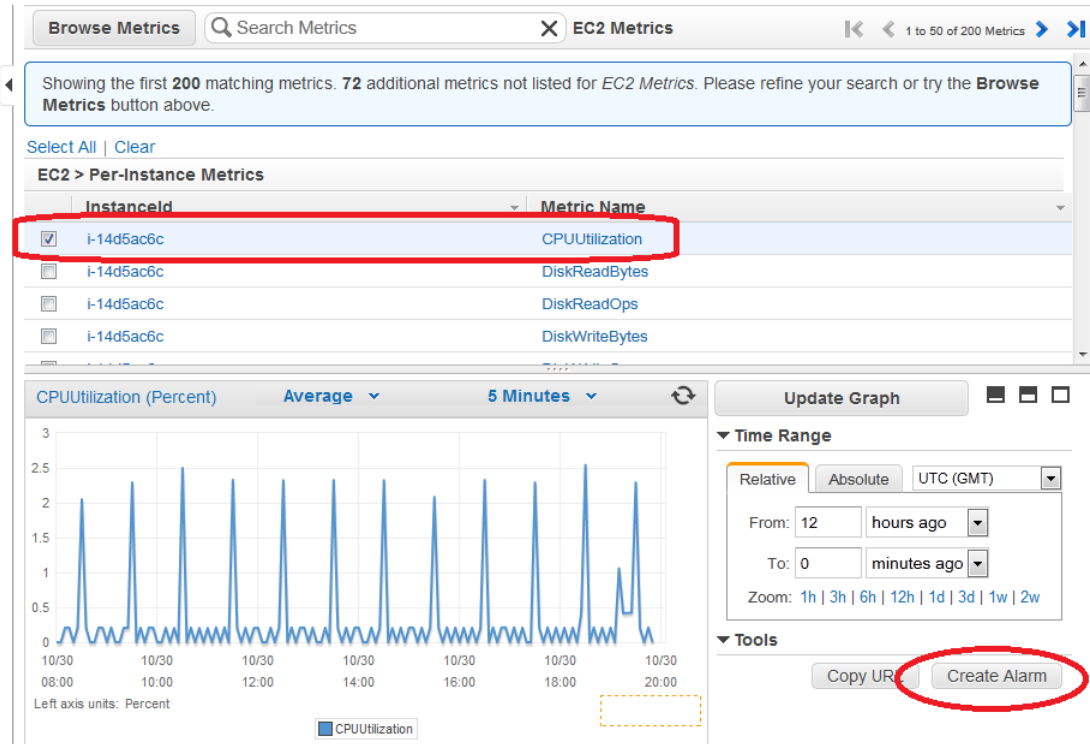 Browse Metrics Search Metrics X EC2 Metrics 1 to 50 of 200 Metrics
Showing the first 200 matching metrics. 72 additional metrics not listed for EC2 Metrics. Please refine your search or try the Browse
Metrics button above.
Select All | Clear
EC2 > Per-Instance Metrics
InstanceId Metric Name
i-14d5ac6c CPUUtilization
i-14d5ac6c DiskReadBytes
i-14d5ac6c DiskReadOps
i-14d5ac6c DiskWriteBytes
CPUUtilization (Percent) Average 5 Minutes
3
2.5
2
1.5
1
0.5
0
10/30 10/30 10/30 10/30 10/30 10/30 10/30
08:00 10:00 12:00 14:00 16:00 18:00 20:00
Left axis units: Percent
CPUUtilization
Update Graph
Time Range
Relative Absolute UTC (GMT)
From: 12 hours ago
To: 0 minutes ago
Zoom: 1h | 3h | 6h | 12h | 1d | 3d | 1w | 2w
Tools
Copy URL Create Alarm